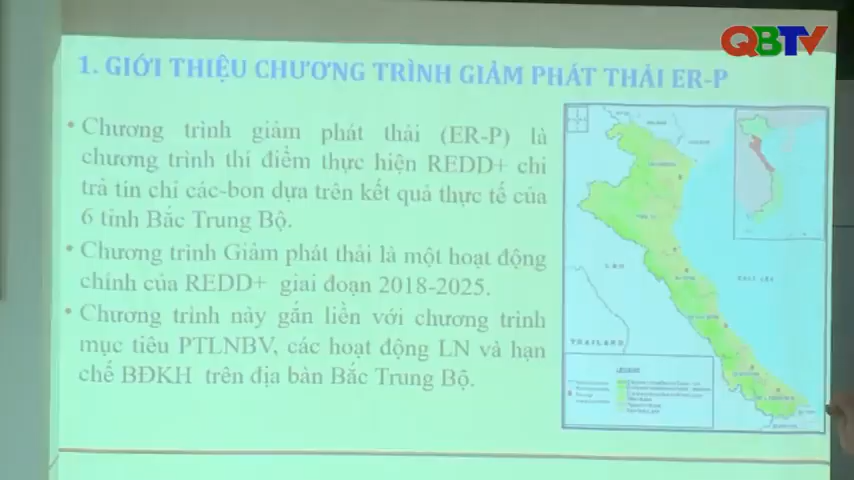 QBTV
1. GIỚI THIỆU CHƯƠNG TRÌNH GIẢM PHÁT THẢI ER-P
• Chương trình giảm phát thải (ER-P) là
chương trình thí điểm thực hiện REDD+ chi
trả tín chỉ các-bon dựa trên kết quả thực tế của
6 tỉnh Bắc Trung Bộ.
• Chương trình Giảm phát thải là một hoạt động
chính của REDD+ giai đoạn 2018-2025.
• Chương trình này gắn liền với chương trình
mục tiêu PTLNBV, các hoạt động LN và hạn
chế BĐKH trên địa bàn Bắc Trung Bộ.
LAO
THAILAND
LEGEND